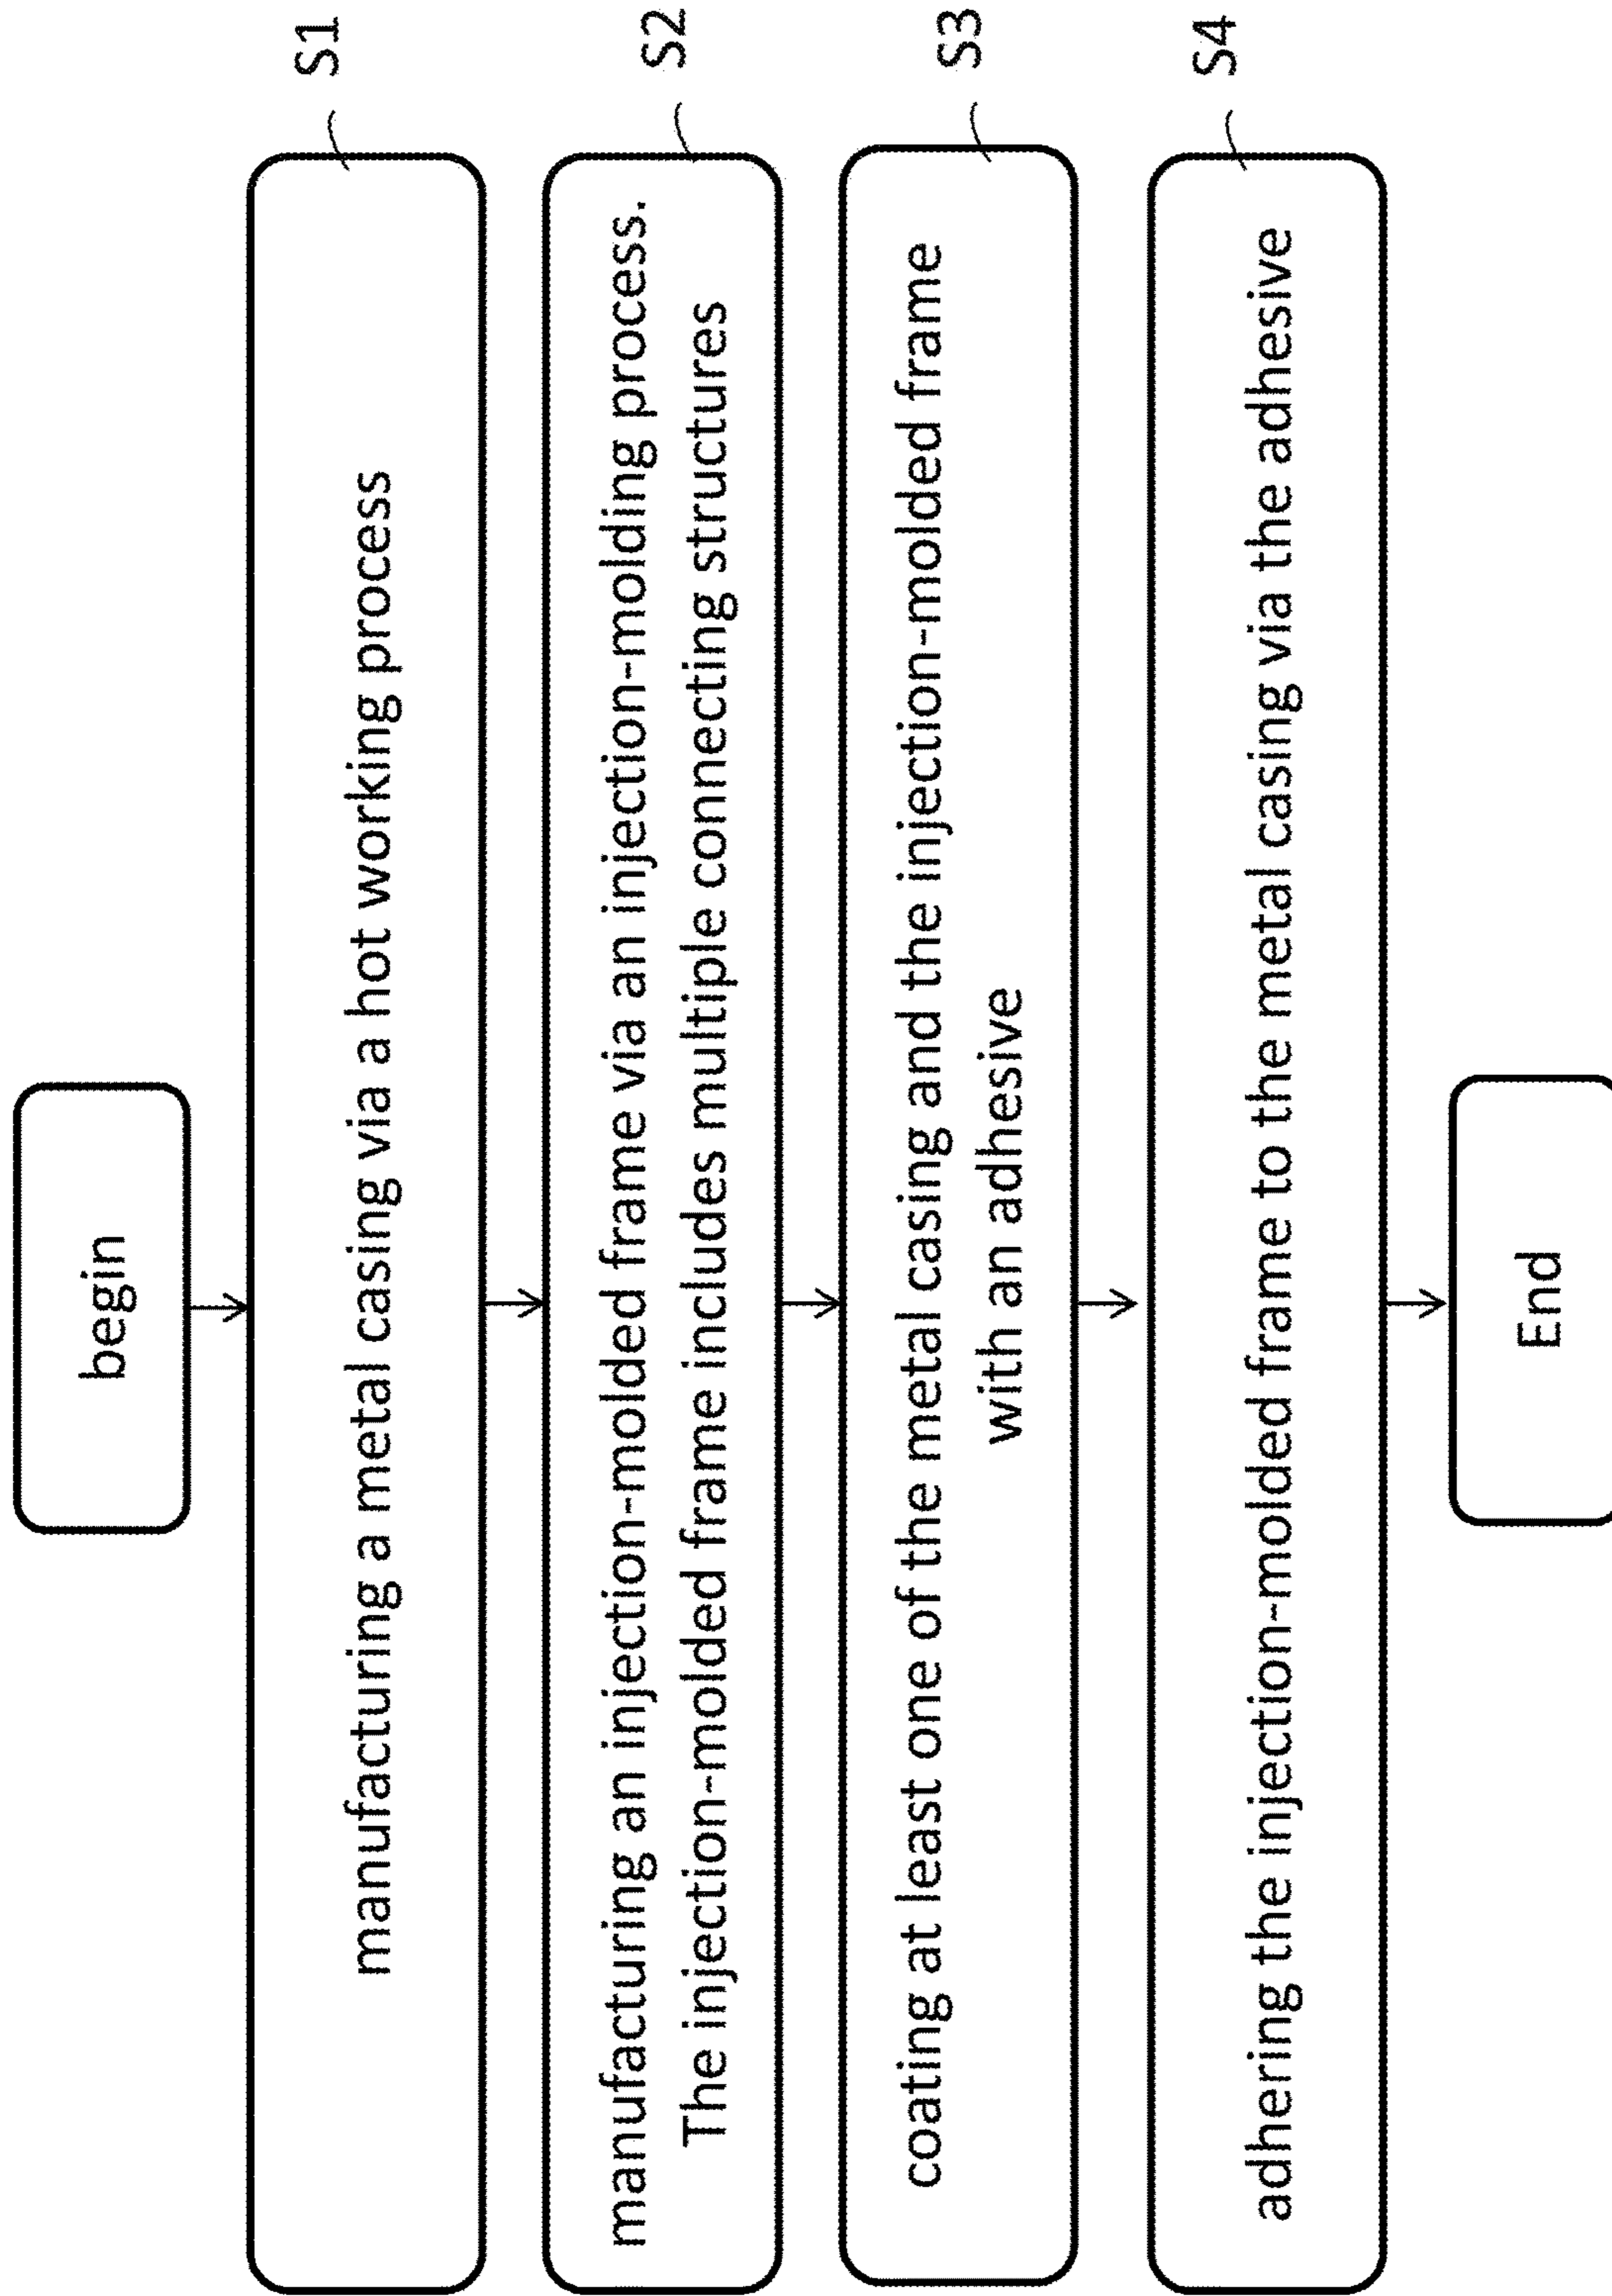 begin
manufacturing a metal casing via a hot working process
S1
manufacturing an injection-molded frame via an injection-molding process.
The injection-molded frame includes multiple connecting structures
S2
coating at least one of the metal casing and the injection-molded frame
with an adhesive
S3
adhering the injection-molded frame to the metal casing via the adhesive
S4
End